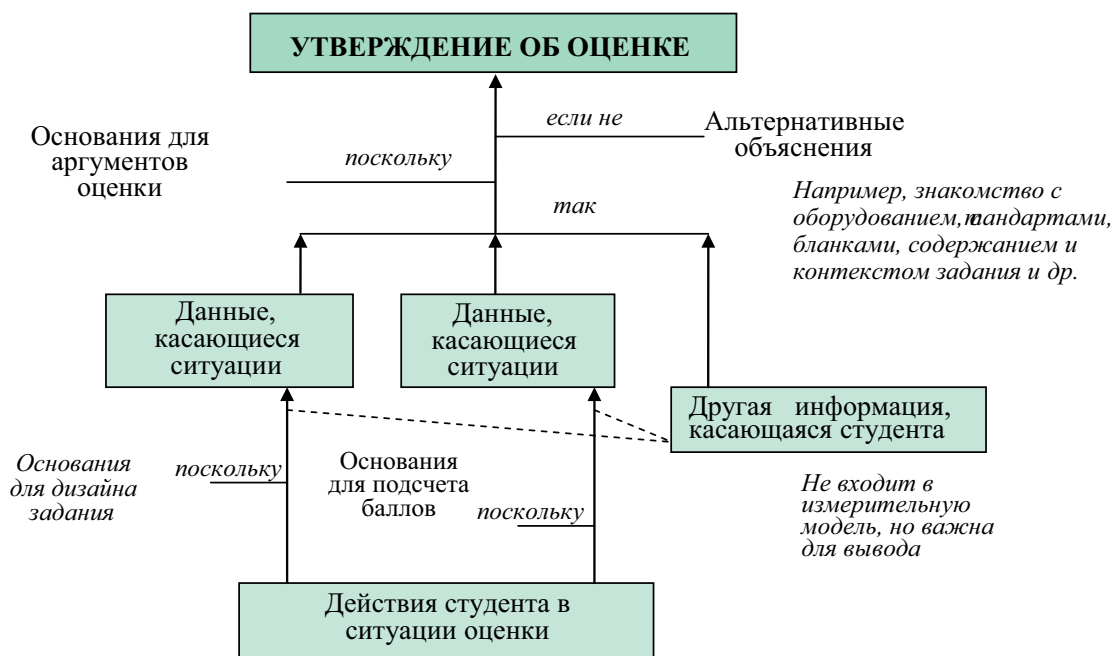 УТВЕРЖДЕНИЕ ОБ ОЦЕНКЕ
если не
Основания для
аргументов
оценки
поскольку
Альтернативные
объяснения
так
Например, знакомство с
оборудованием, тандартами,
бланками, содержанием и
контекстом задания и др.
Данные,
касающиеся
ситуации
Данные,
касающиеся
ситуации
Другая информация,
касающаяся студента
Основания
для дизайна
задания
поскольку
Основания
для подсчета
баллов
поскольку
Не входит в
измерительную
модель, но важна
для вывода
Действия студента в
ситуации оценки